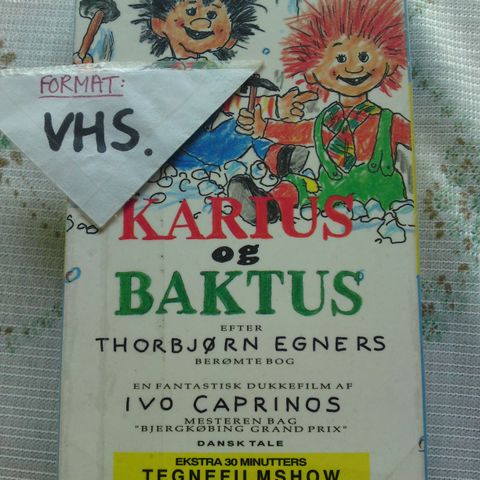 FORMAT:
VHS.
KARIUS
og
BAKTUS
EFTER
THORBJØRN EGNERS
BERØMTE BOG
EN FANTASTISK DUKKEFILM AF
IVO CAPRINOS
MESTEREN BAG
"BJERGKØBING GRAND PRIX"
DANSK TALE
EKSTRA 30 MINUTTERS
TEGNEFILMSHOW